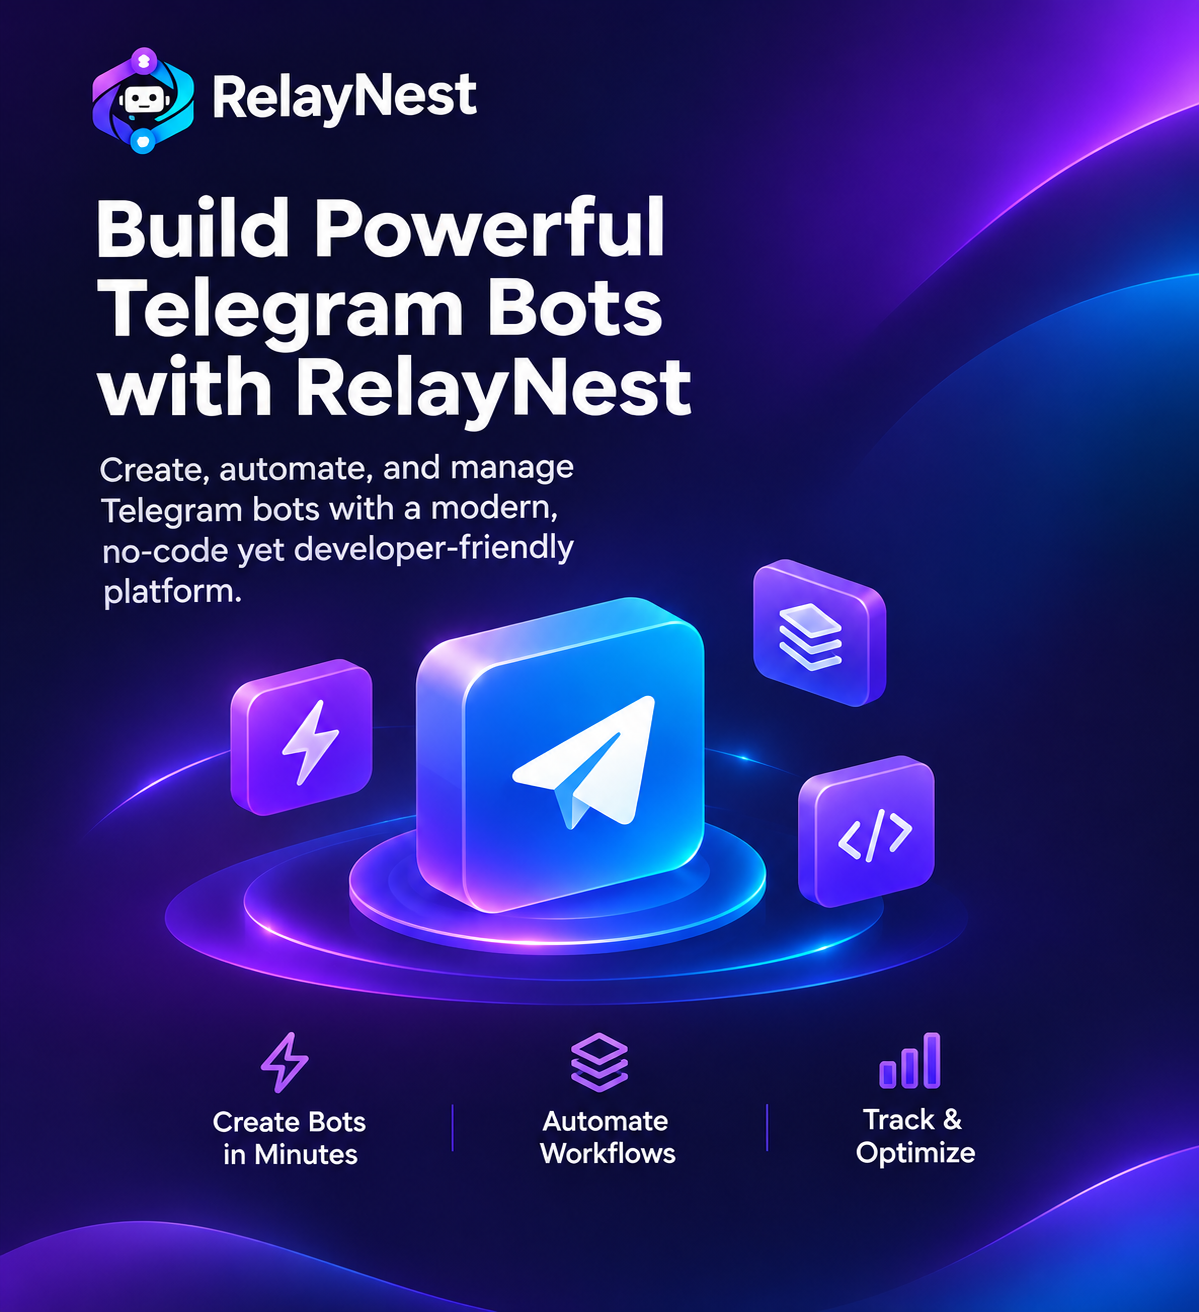 RelayNest
Build Powerful
Telegram Bots
with RelayNest
Create, automate, and manage
Telegram bots with a modern,
no-code yet developer-friendly
platform.
</>
Create Bots
in Minutes
Automate
Workflows
Track &
Optimize